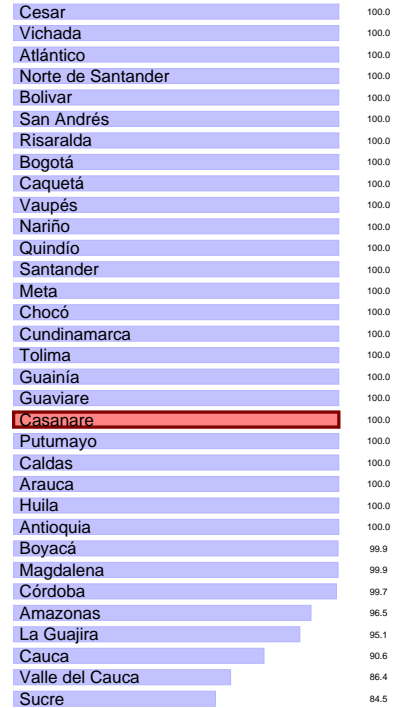 Cesar 100.0
Vichada 100.0
Atlántico 100.0
Norte de Santander 100.0
Bolivar 100.0
San Andrés 100.0
Risaralda 100.0
Bogotá 100.0
Caquetá 100.0
Vaupés 100.0
Nariño 100.0
Quindío 100.0
Santander 100.0
Meta 100.0
Chocó 100.0
Cundinamarca 100.0
Tolima 100.0
Guainía 100.0
Guaviare 100.0
Casanare 100.0
Putumayo 100.0
Caldas 100.0
Arauca 100.0
Huila 100.0
Antioquia 100.0
Boyacá 99.9
Magdalena 99.9
Córdoba 99.7
Amazonas 96.5
La Guajira 95.1
Cauca 90.6
Valle del Cauca 86.4
Sucre 84.5